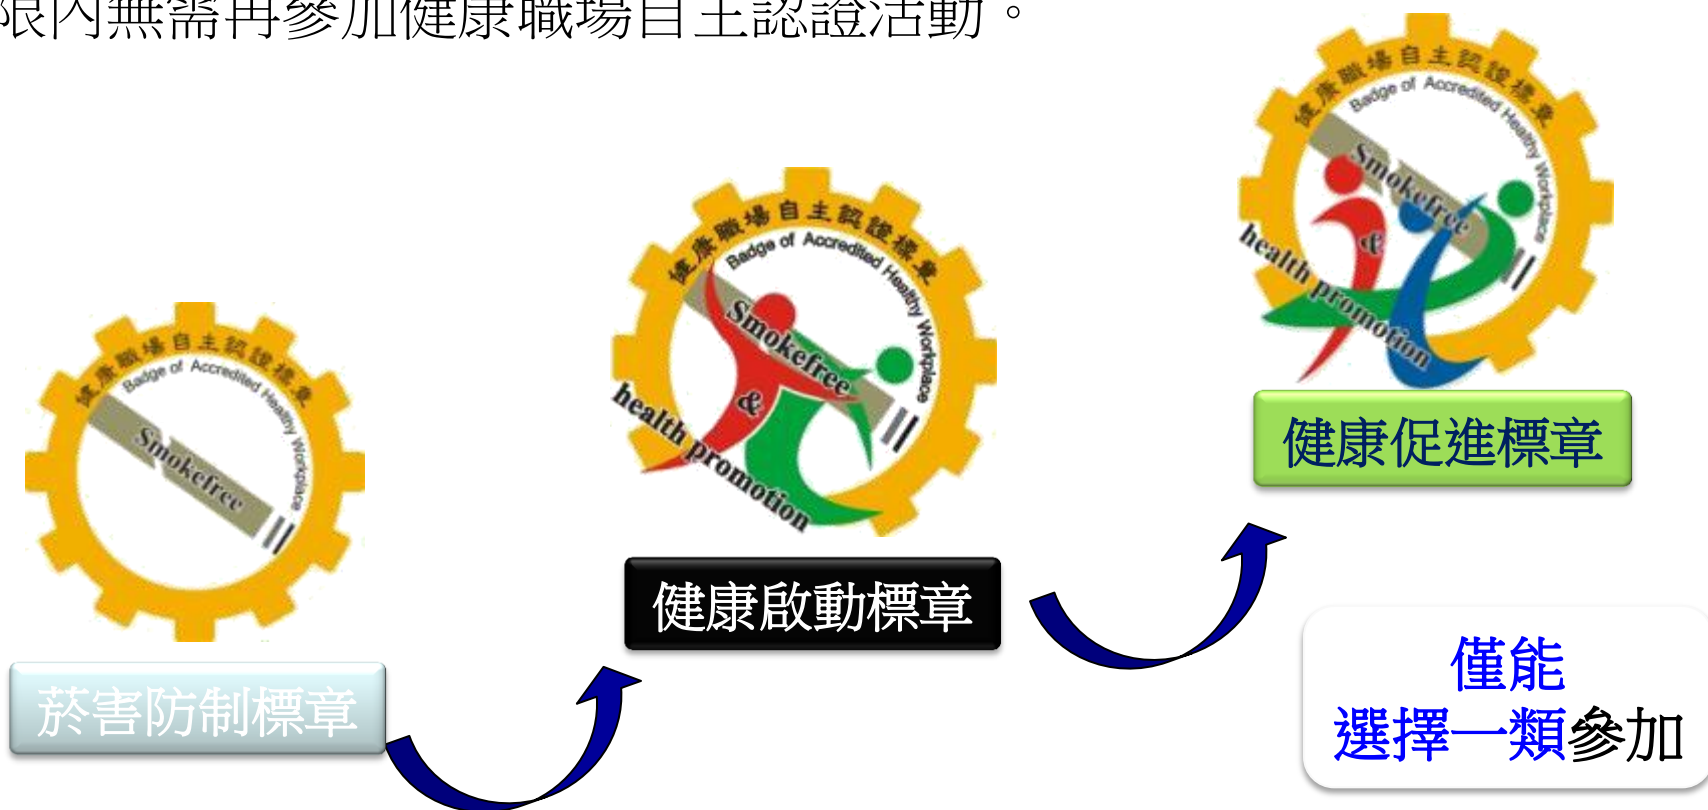 限內無需再參加健康職場自主認證活動。
健康職場自主認證標章
Badge of Accredited Healthy Workplace
Smokefree
&
health promotion
健康促進標章
健康職場自主認證標章
Badge of Accredited Healthy Workplace
Smokefree
&
health promotion
健康啟動標章
健康職場自主認證標章
Badge of Accredited Healthy Workplace
Smokefree
菸害防制標章
僅能
選擇一類參加